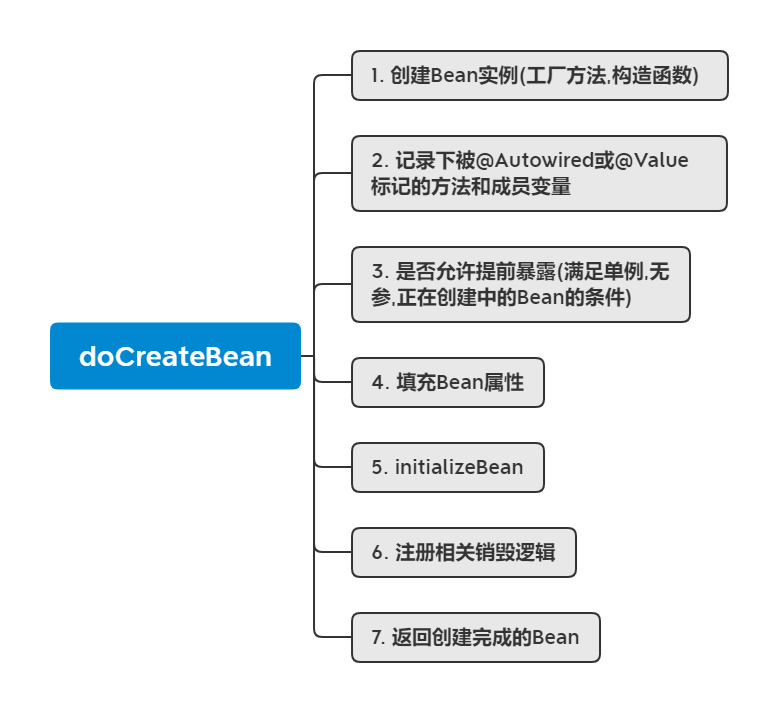 1. 创建Bean实例(工厂方法,构造函数)
2. 记录下被@Autowired或@Value
标记的方法和成员变量
3. 是否允许提前暴露(满足单例,无
参,正在创建中的Bean的条件)
doCreateBean
4. 填充Bean属性
5. initializeBean
6. 注册相关销毁逻辑
7. 返回创建完成的Bean